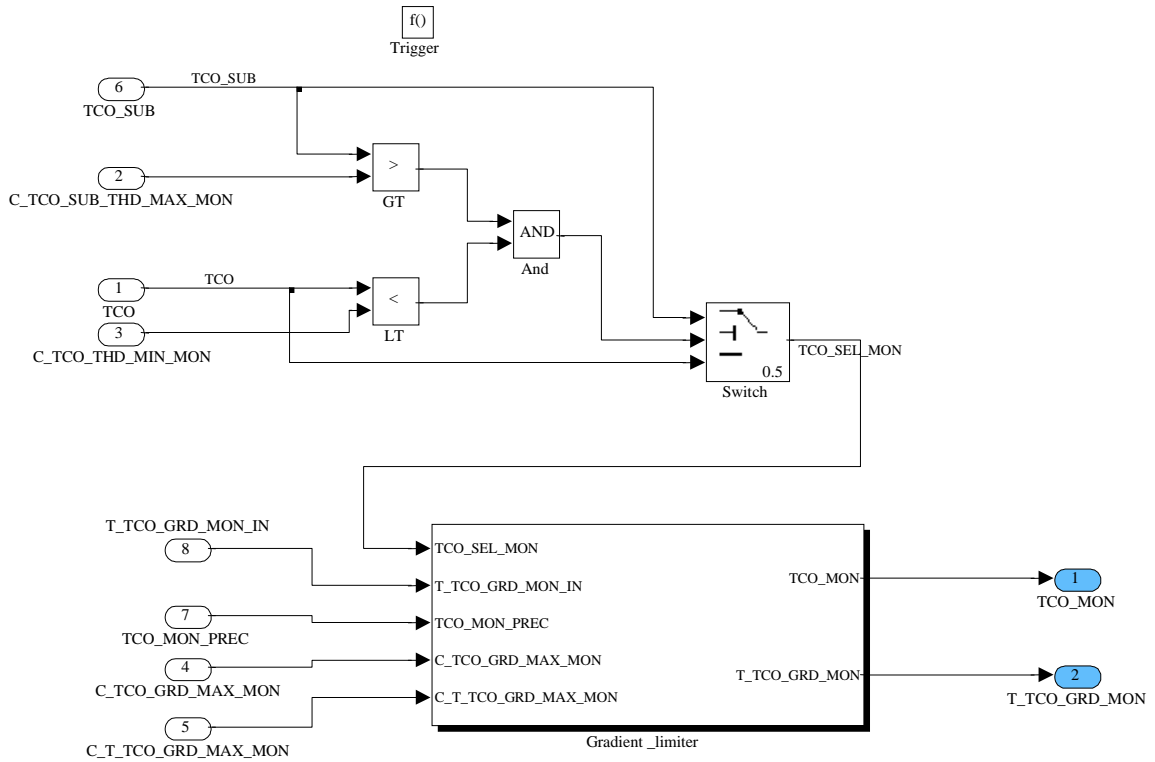 f()
Trigger
6
TCO_SUB
TCO_SUB
2
C_TCO_SUB_THD_MAX_MON
>
GT
AND
And
1
TCO
TCO
3
C_TCO_THD_MIN_MON
<
LT
0.5
Switch
TCO_SEL_MON
T_TCO_GRD_MON_IN
8
7
TCO_MON_PREC
4
C_TCO_GRD_MAX_MON
5
C_T_TCO_GRD_MAX_MON
TCO_SEL_MON
T_TCO_GRD_MON_IN
TCO_MON_PREC
C_TCO_GRD_MAX_MON
C_T_TCO_GRD_MAX_MON
TCO_MON
T_TCO_GRD_MON
Gradient _limiter
1
TCO_MON
2
T_TCO_GRD_MON